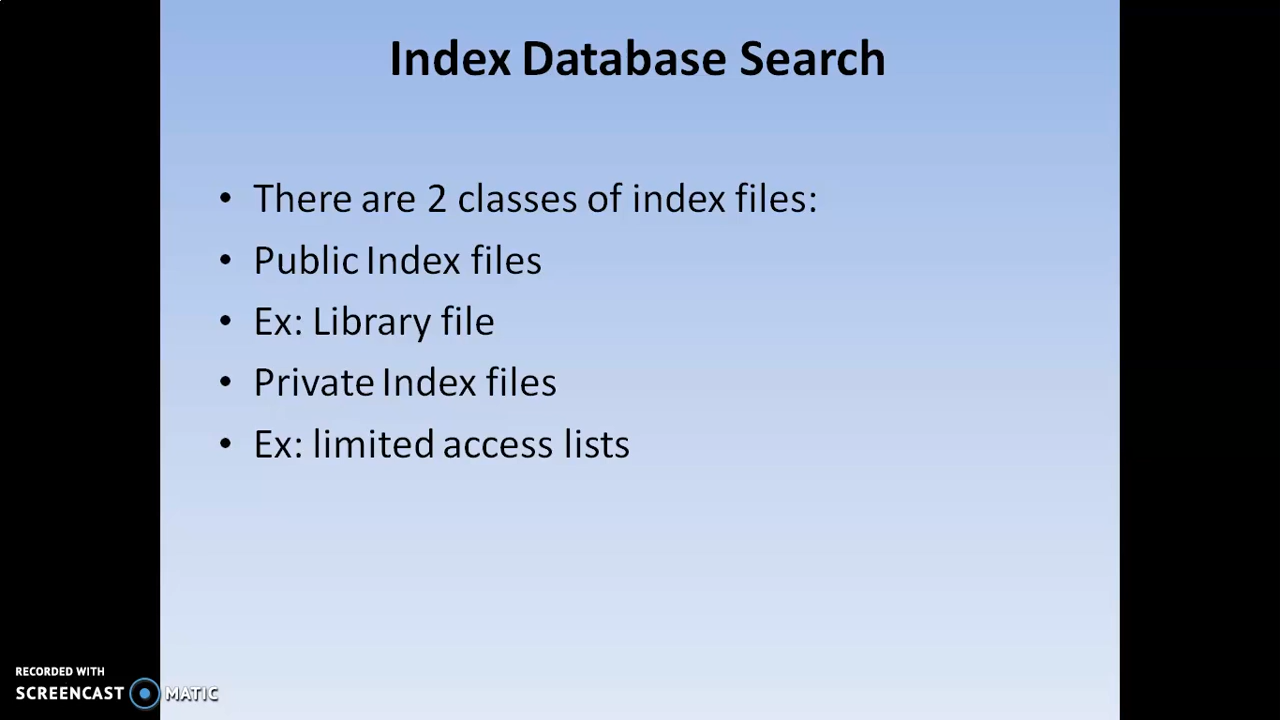 Index Database Search
• There are 2 classes of index files:
• Public Index files
• Ex: Library file
• Private Index files
• Ex: limited access lists
RECORDED WITH
SCREENCAST MATIC